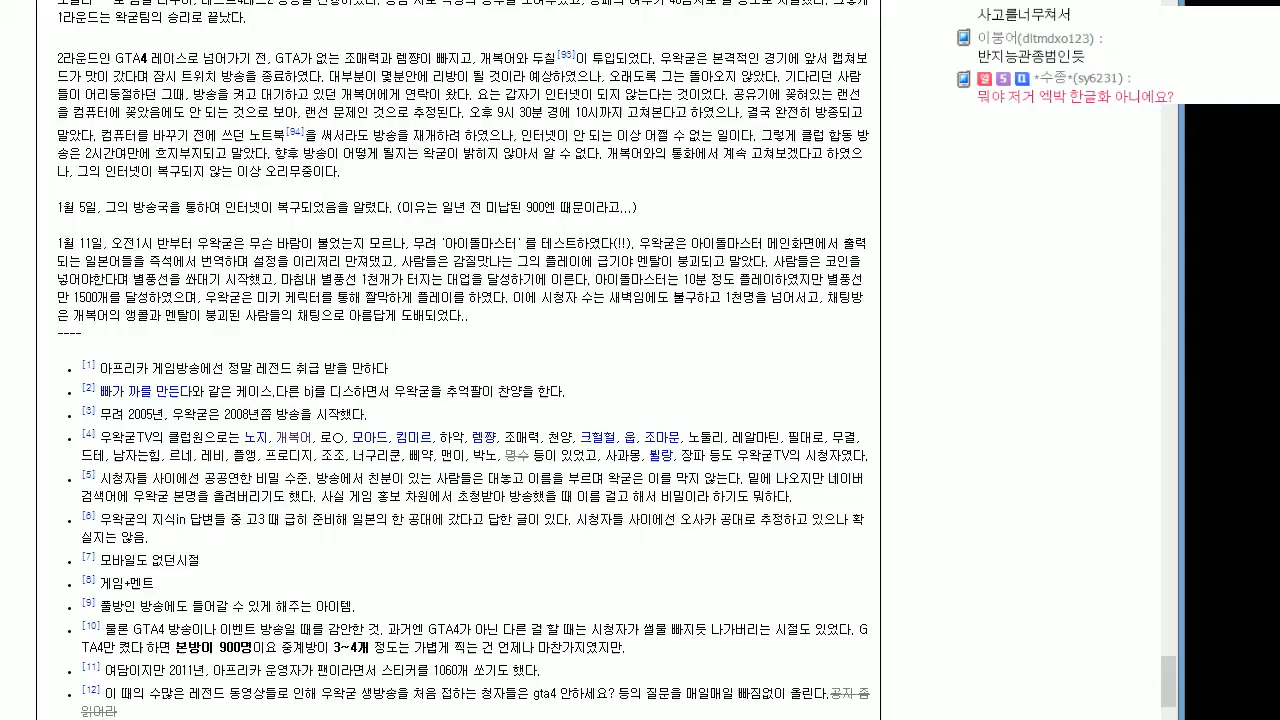 1라운드는 왁굳팀의 승리로 끝났다.
2라운드인 GTA4 레이스로 넘어가기 전, GTA가 없는 조매력과 렘쨩이 빠지고, 개복어와 두칠[93]이 투입되었다. 우왁굳은 본격적인 경기에 앞서 캡쳐보
드가 맛이 갔다며 잠시 트위치 방송을 종료하였다. 대부분이 몇분만에 리방이 될 것이라 예상하였으나, 오래도록 그는 돌아오지 않았다. 기다리던 사람
들이 어리둥절하던 그때, 방송을 켜고 이야기하고 있던 개복어에게 연락이 왔다. 요는 갑자기 인터넷이 되지 않는다는 것이었다. 공유기에 꽂혀있는 랜선
을 컴퓨터에 꽂았음에도 안 되는 것으로 보아, 랜선 문제인 것으로 추정된다. 오후 9시 30분 경에 10시까지 고쳐본다고 하였으나, 결국 완전히 방종되고
말았다. 컴퓨터를 바꾸기 전에 쓰던 노트북[94]을 써서라도 방송을 재개하려 하였으나, 인터넷이 안 되는 이상 어쩔 수 없는 일이다. 그렇게 클럽 합동 방
송은 2시간여만에 흐지부지되고 말았다. 향후 방송이 어떻게 될지는 왁굳이 밝히지 않아서 알 수 없다. 개복어와의 통화에서 계속 고쳐보겠다고 하였으
나, 그의 인터넷이 복구되지 않는 이상 오리무중이다.
1월 5일, 그의 방송국을 통하여 인터넷이 복구되었음을 알렸다. (이유는 일년 전 미납된 900엔 때문이라고...)
1월 11일, 오전1시 반부터 우왁굳은 무슨 바람이 불었는지 모르나, 무려 '아이돌마스터' 를 테스트하였다(!!). 우왁굳은 아이돌마스터 메인화면에서 출력
되는 일본어들을 즉석에서 번역하며 설정을 이리저리 만져댔고, 사람들은 감질맛나는 그의 플레이에 급기야 멘탈이 붕괴되고 말았다. 사람들은 코인을
넣어야한다며 별풍선을 쏴대기 시작했고, 마침내 별풍선 1천개가 터지는 대업을 달성하기에 이른다. 아이돌마스터는 10분 정도 플레이하였지만 별풍선
만 1500개를 달성하였으며, 우왁굳은 미키 케릭터를 통해 짤막하게 플레이를 하였다. 이에 시청자 수는 새벽임에도 불구하고 1천명을 넘어서고, 채팅방
은 개복어의 앵콜과 멘탈이 붕괴된 사람들의 채팅으로 아름답게 도배되었다..
----
[1] 아프리카 게임방송에선 정말 레전드 취급 받을 만하다
[2] 빠가 까를 만든다와 같은 케이스.다른 bj를 디스하면서 우왁굳을 추억팔이 찬양을 한다.
[3] 무려 2005년, 우왁굳은 2008년쯤 방송을 시작했다.
[4] 우왁굳TV의 클럽원으로는 노지, 개복어, 로○, 모아드, 킴미르, 하악, 렘쨩, 조매력, 천양, 크헐헐, 웁, 조마문, 노돌리, 레알마틴, 필대로, 무결,
드테, 남자는힘, 르네, 레비, 플앵, 프로디지, 조조, 너구리쿤, 삐약, 맨이, 박노, 명수 등이 있었고, 사과몽, 뷜랑, 장파 등도 우왁굳TV의 시청자였다.
[5] 시청자들 사이에선 공공연한 비밀 수준. 방송에서 친분이 있는 사람들은 대놓고 이름을 부르며 왁굳은 이를 막지 않는다. 밑에 나오지만 네이버
검색어에 우왁굳 본명을 올려버리기도 했다. 사실 게임 홍보 차원에서 초청받아 방송했을 때 이름 걸고 해서 비밀이라 하기도 뭐하다.
[6] 우왁굳의 지식in 답변들 중 고3 때 급히 준비해 일본의 한 공대에 갔다고 답한 글이 있다. 시청자들 사이에선 오사카 공대로 추정하고 있으나 확
실지는 않음.
[7] 모바일도 없던시절
[8] 게임+멘트
[9] 풀방인 방송에도 들어갈 수 있게 해주는 아이템.
[10] 물론 GTA4 방송이나 이벤트 방송일 때를 감안한 것. 과거엔 GTA4가 아닌 다른 걸 할 때는 시청자가 썰물 빠지듯 나가버리는 시절도 있었다. G
TA4만 켰다 하면 본방이 900명이요 중계방이 3~4개 정도는 가볍게 찍는 건 언제나 마찬가지였지만.
[11] 여담이지만 2011년, 아프리카 운영자가 팬이라면서 스티커를 1060개 쏘기도 했다.
[12] 이 때의 수많은 레전드 동영상들로 인해 우왁굳 생방송을 처음 접하는 청자들은 gta4 안하세요? 등의 질문을 매일매일 빠짐없이 올린다.공지 좀
읽어라
사고를너무쳐서
이붕어(dltmdxo123) :
반지능관종범인듯
열 5 *수종*(sy6231) :
뭐야 저거 엑박 한글화 아니에요?